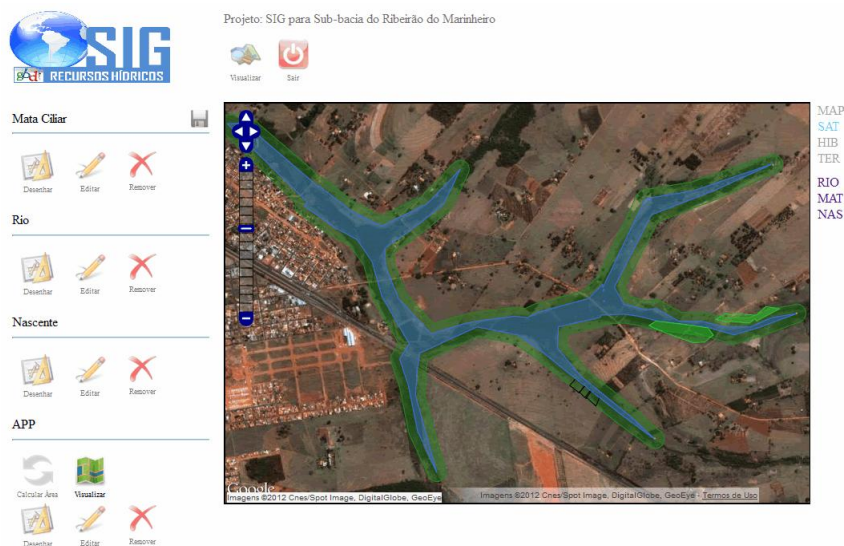 Projeto: SIG para Sub-bacia do Ribeirão do Marinheiro
SIG
RECURSOS HÍDRICOS
Visualizar
Sair
Mata Ciliar
Desenhar
Editar
Remover
Rio
Desenhar
Editar
Remover
Nascente
Desenhar
Editar
Remover
APP
Calcular Área
Visualizar
Desenhar
Editar
Remover
MAP
SAT
HIB
TER
RIO
MAT
NAS
Google
Imagens ©2012 Cnes/Spot Image, DigitalGlobe, GeoEye
Imagens ©2012 Cnes/Spot Image, DigitalGlobe, GeoEye - Termos de Uso